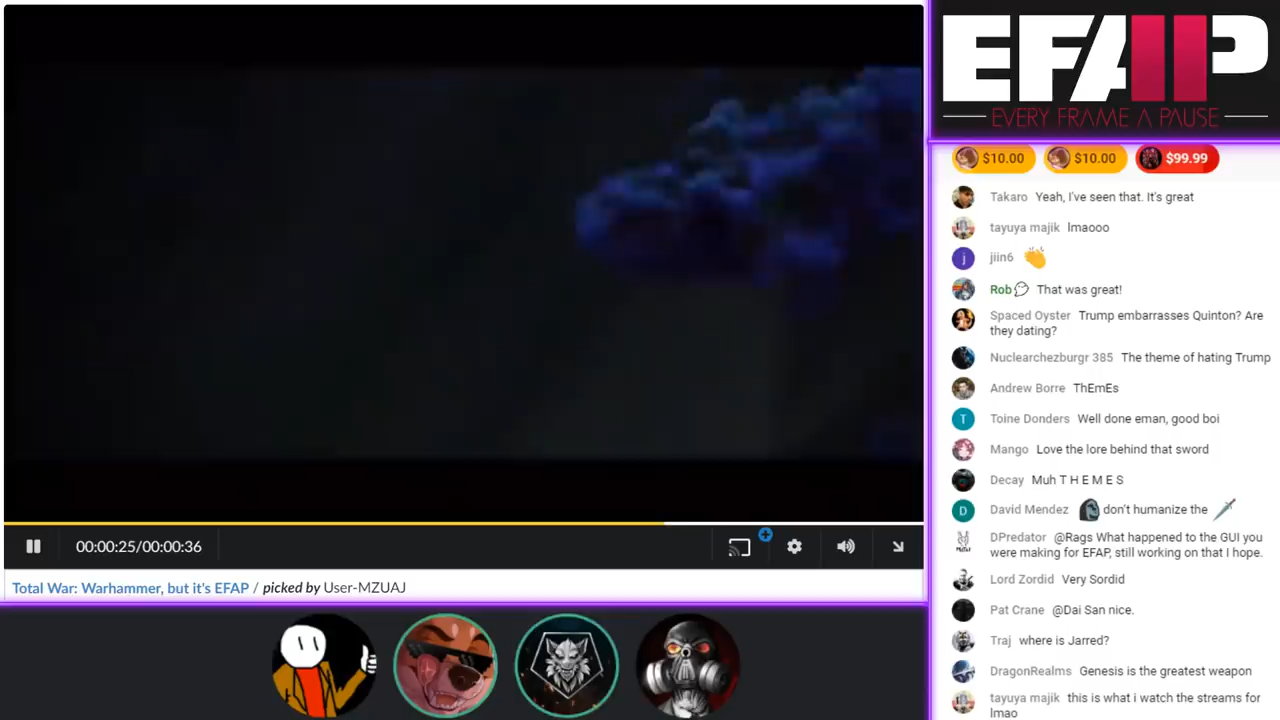 EFAP
EVERY FRAME A PAUSE
$10.00
$10.00
$99.99
Takaro Yeah, I've seen that. It's great
tayuya majik lmaooo
j jiin6
Rob That was great!
Spaced Oyster Trump embarrasses Quinton? Are
they dating?
Nuclearchezburgr 385 The theme of hating Trump
Andrew Borre ThEmEs
T Toine Donders Well done eman, good boi
Mango Love the lore behind that sword
Decay Muh T H E M E S
D David Mendez don't humanize the
DPredator @Rags What happened to the GUI you
were making for EFAP, still working on that I hope.
Lord Zordid Very Sordid
Pat Crane @Dai San nice.
Traj where is Jarred?
DragonRealms Genesis is the greatest weapon
tayuya majik this is what i watch the streams for
lmao
00:00:25/00:00:36
Total War: Warhammer, but it's EFAP / picked by User-MZUAJ